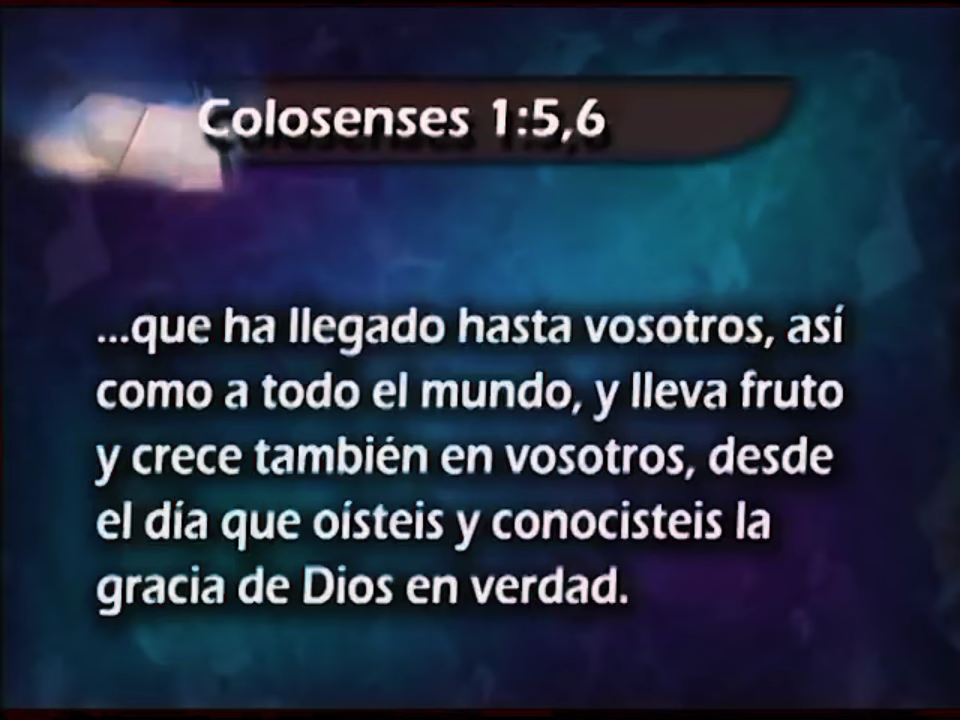 Colosenses 1:5,6
...que ha llegado hasta vosotros, así
como a todo el mundo, y lleva fruto
y crece también en vosotros, desde
el día que oísteis y conocisteis la
gracia de Dios en verdad.